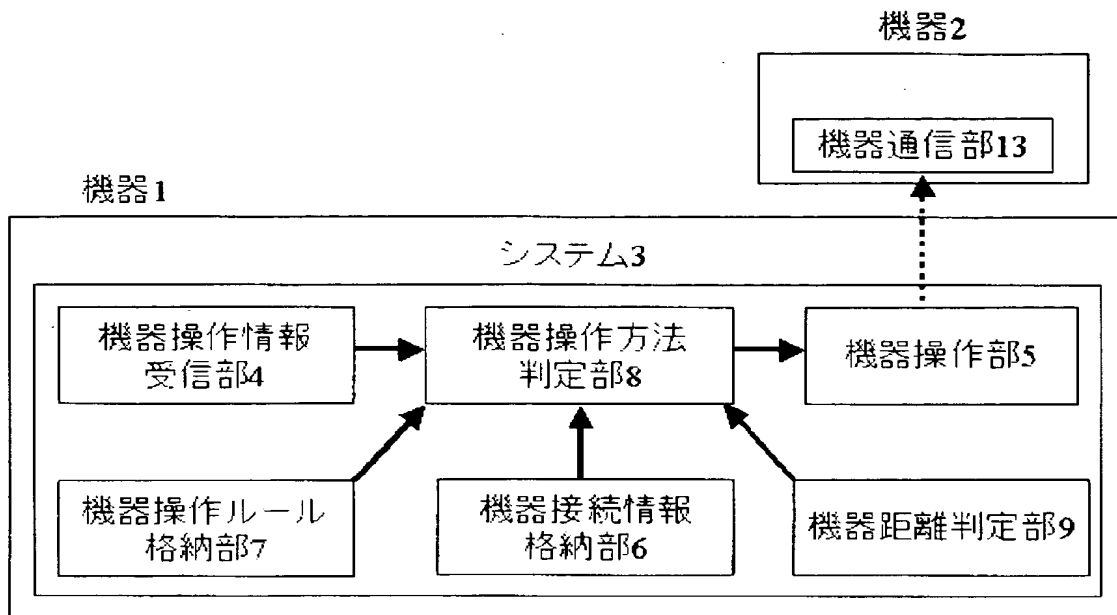 機器2
機器通信部13
機器1
システム3
機器操作情報
受信部4
機器操作方法
判定部8
機器操作部5
機器操作ルール
格納部7
機器接続情報
格納部6
機器距離判定部9